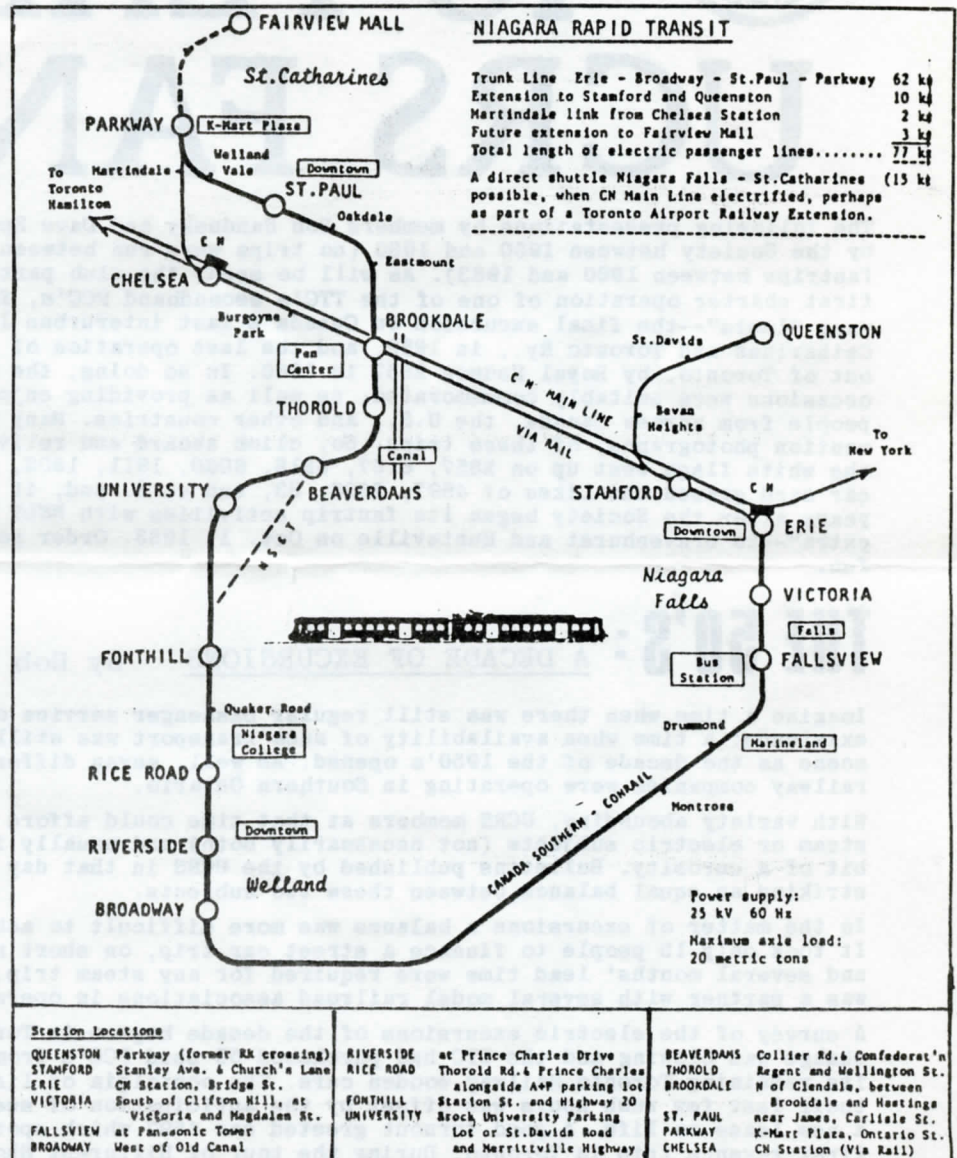 NIAGARA RAPID TRANSIT
Trunk Line Erie - Broadway - St.Paul - Parkway 62 km
Extension to Stamford and Queenston 10 km
Martindale link from Chelsea Station 2 km
Future extension to Fairview Mall 3 km
Total length of electric passenger lines........ 77 km
A direct shuttle Niagara Falls - St.Catharines (15 km
possible, when CN Main Line electrified, perhaps
as part of a Toronto Airport Railway Extension.
FAIRVIEW MALL
St.Catharines
PARKWAY
K-Mart Plaza
Welland
Vale
To
Toronto
Hamilton
Martindale
Downtown
ST.PAUL
Oakdale
CN
CHELSEA
Eastmount
Burgoyne
Park
BROOKDALE
Pen
Center
THOROLD
Canal
UNIVERSITY
BEAVERDAMS
CN MAIN LINE
VIA RAIL
St.Davids
QUEENSTON
Bevan
Heights
To
New York
STAMFORD
CN
ERIE
Downtown
Niagara
Falls
VICTORIA
Falls
FALLSVIEW
Bus
Station
Drummond
Marineland
Montrose
CANADA SOUTHERN - CONRAIL
FONTHILL
Quaker Road
Niagara
College
RICE ROAD
Downtown
RIVERSIDE
Welland
BROADWAY
Power supply:
25 kV 60 Hz
Maximum axle load:
20 metric tons
Station Locations
QUEENSTON Parkway (former Rk crossing)
STAMFORD Stanley Ave. & Church's Lane
ERIE CN Station, Bridge St.
VICTORIA South of Clifton Hill, at
Victoria and Magdalen St.
FALLSVIEW at Panasonic Tower
BROADWAY West of Old Canal
RIVERSIDE at Prince Charles Drive
RICE ROAD Thorold Rd.& Prince Charles
FONTHILL Station St. and Highway 20
UNIVERSITY Brock University Parking
Lot or St.Davids Road
and Merrittville Highway
BEAVERDAMS Collier Rd.& Confederat'n
THOROLD Regent and Wellington St.
BROOKDALE N of Glendale, between
Brookdale and Hastings
ST.PAUL near James or Carlisle St.
PARKWAY K-Mart Plaza, Ontario St.
CHELSEA CN Station (Via Rail)